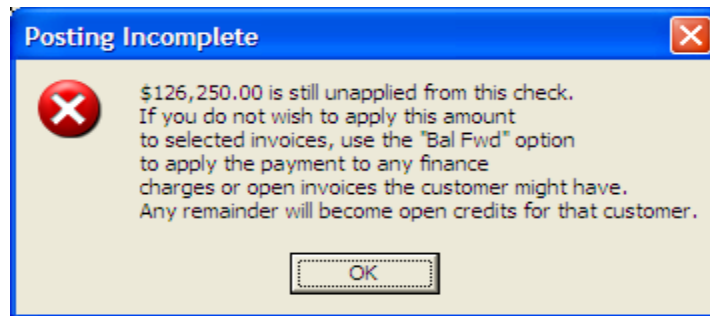 Posting Incomplete
$126,250.00 is still unapplied from this check.
If you do not wish to apply this amount
to selected invoices, use the "Bal Fwd" option
to apply the payment to any finance
charges or open invoices the customer might have.
Any remainder will become open credits for that customer.
OK